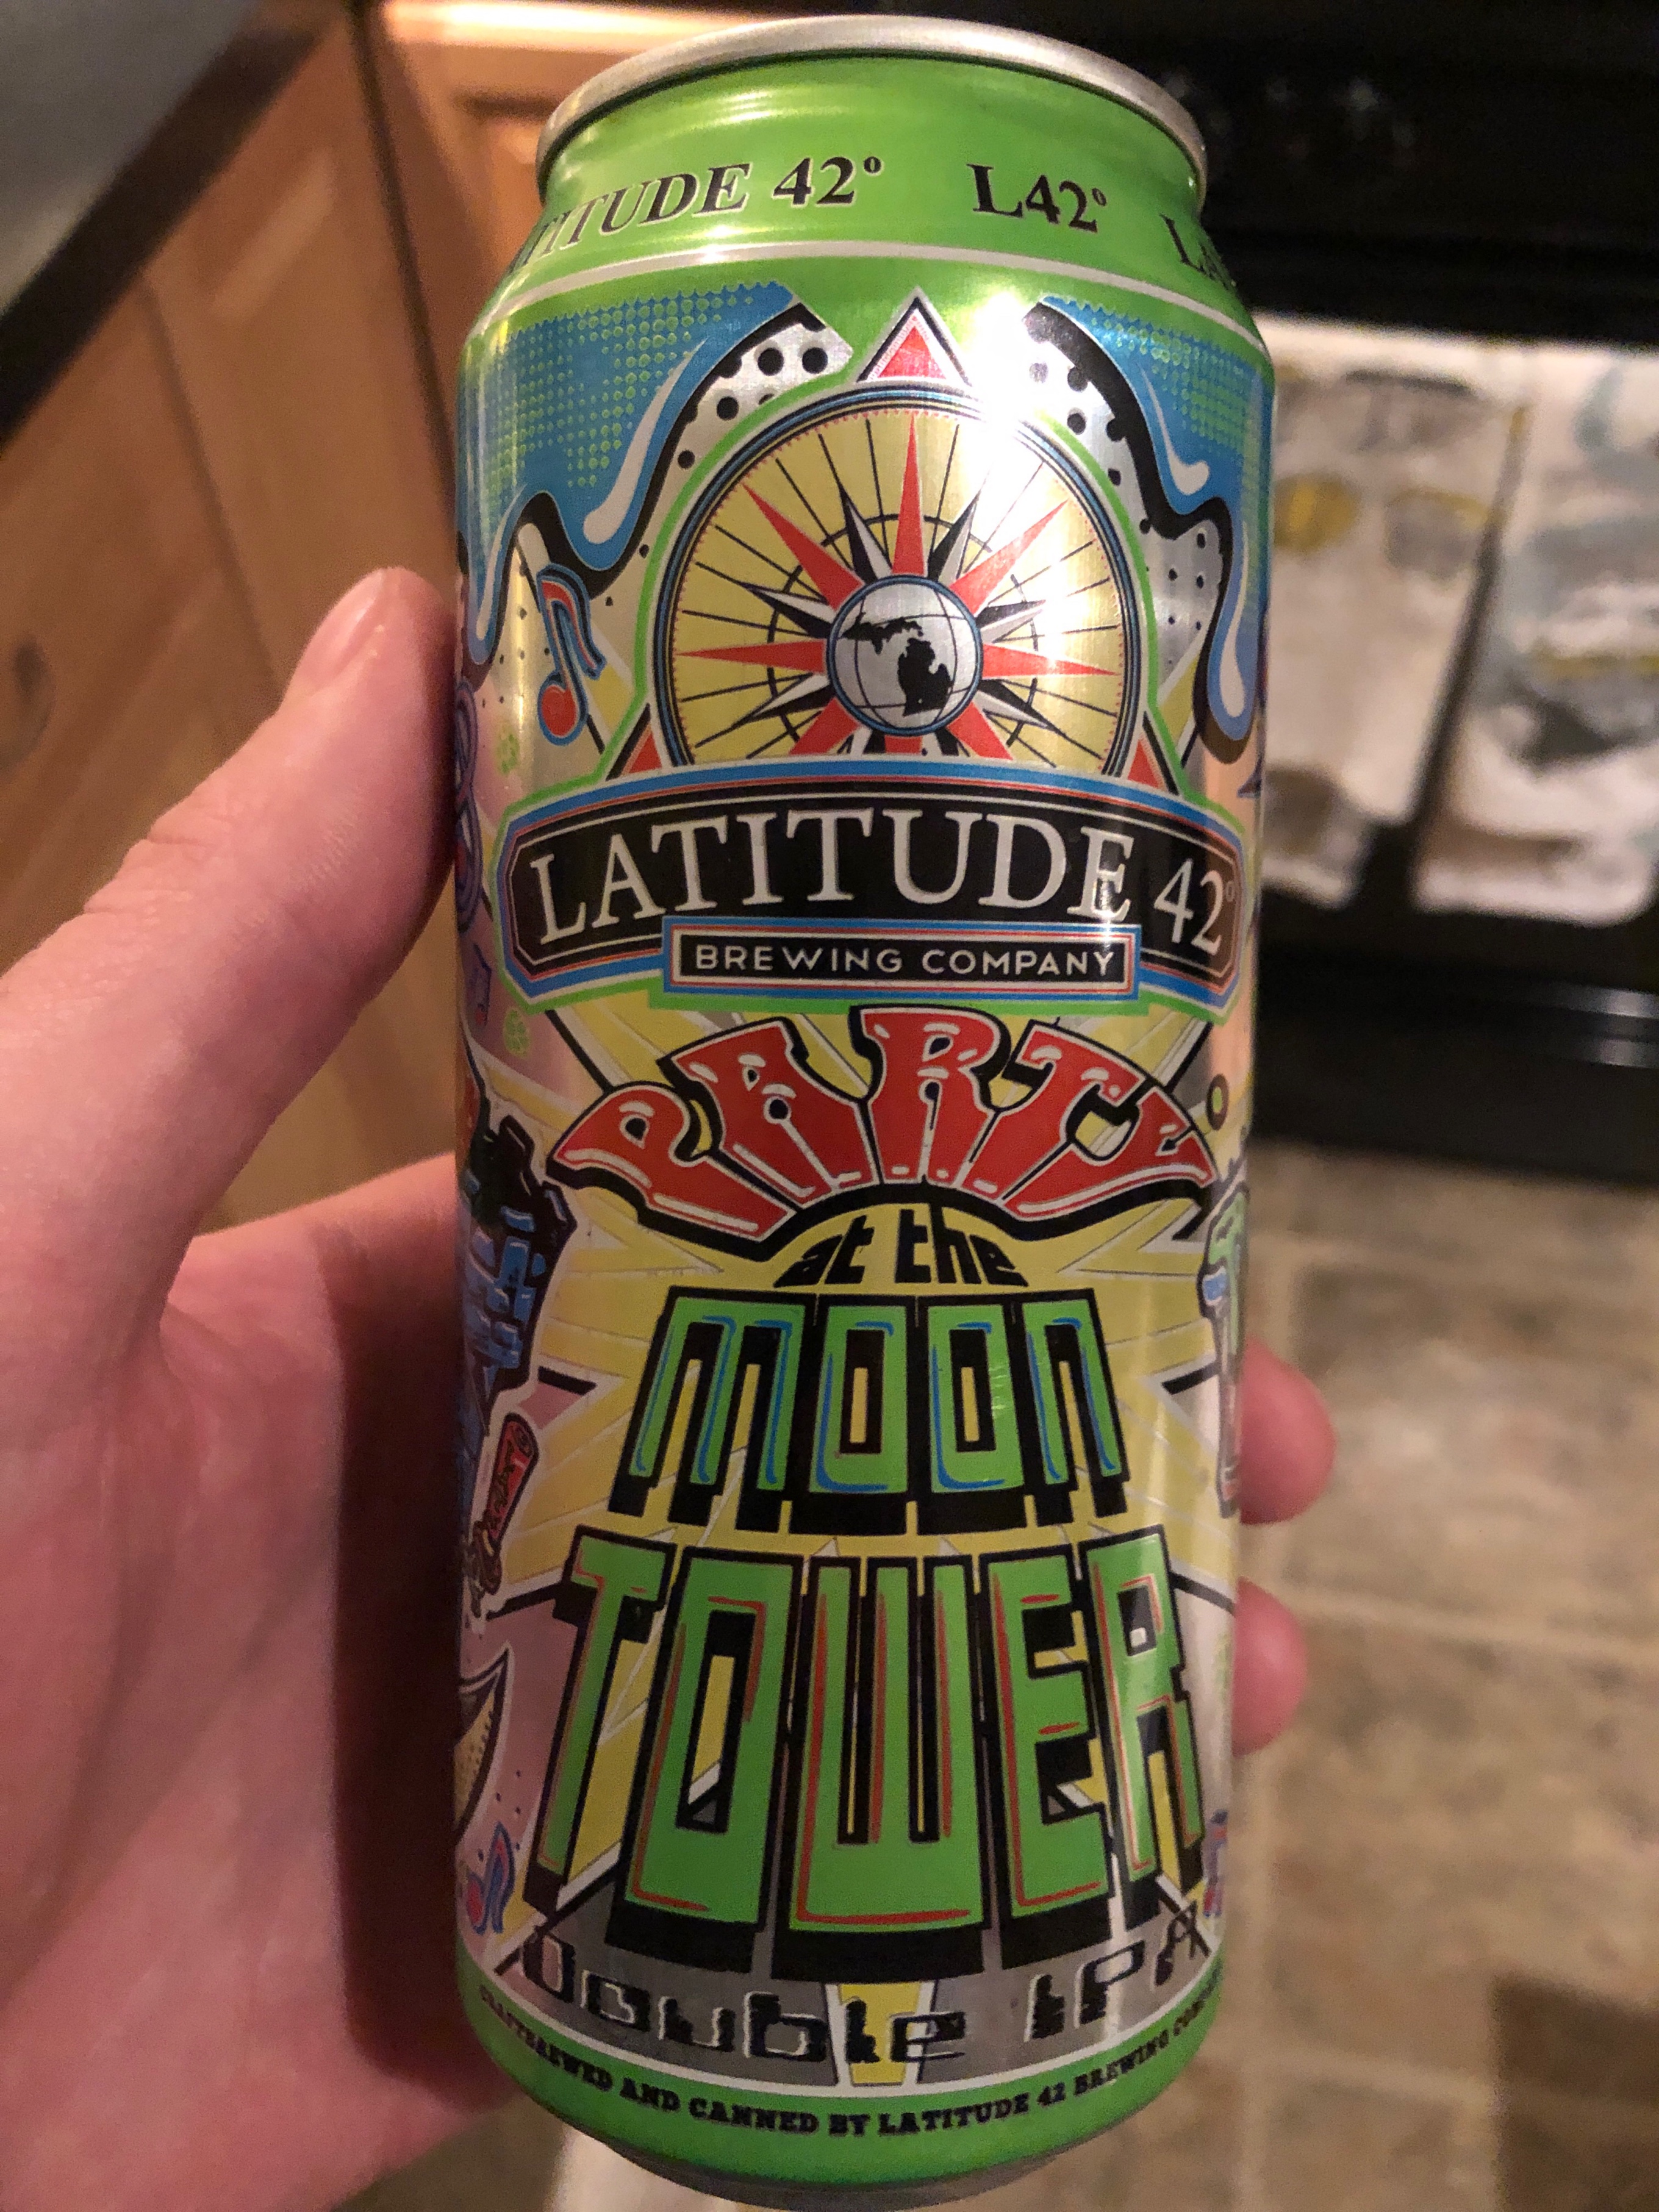 LATITUDE 42° L42°
LATITUDE 42°
BREWING COMPANY
PARTY
at the
MOON
TOWER
Double IPA
AND CANNED BY LATITUDE 42 BREWING